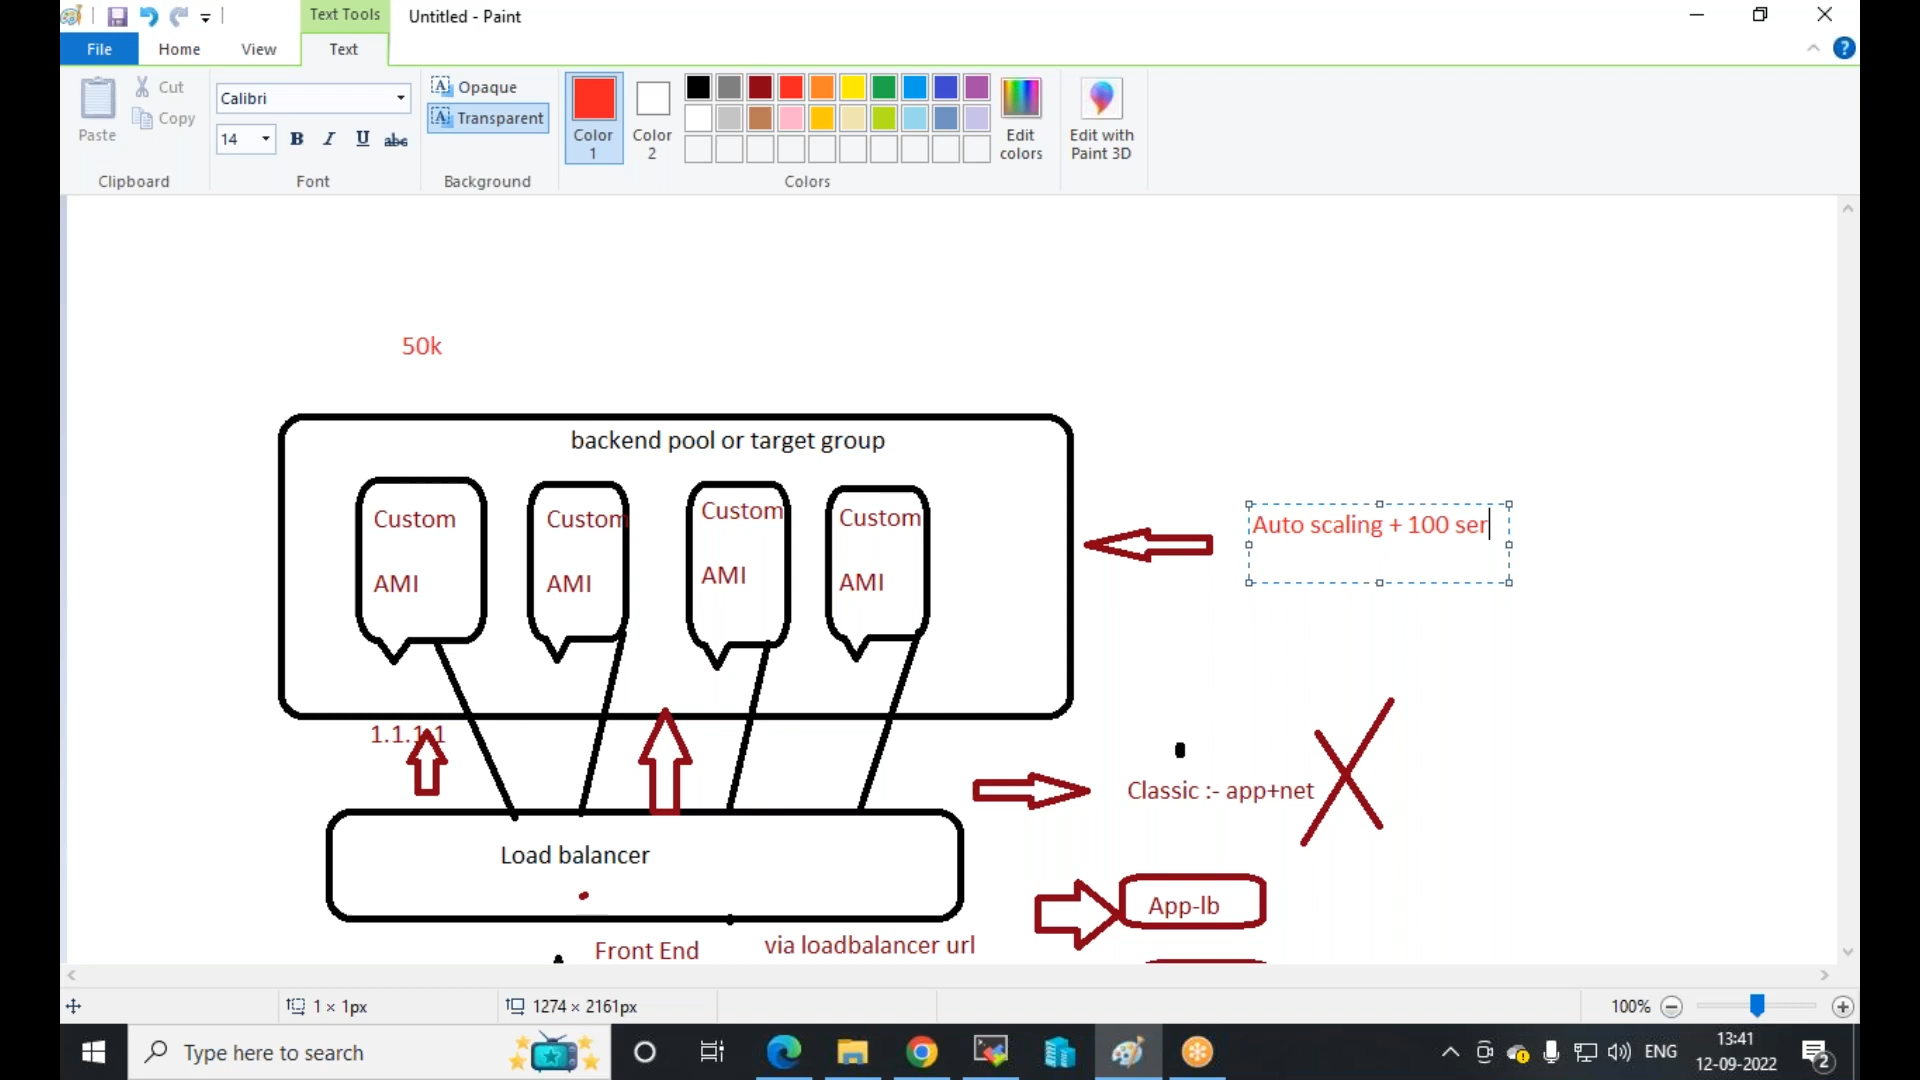 Text Tools
Untitled - Paint
File
Home
View
Text
Paste
Cut
Copy
Clipboard
Calibri
14
B
I
U
abc
Font
Opaque
Transparent
Background
Color
1
Color
2
Edit
colors
Colors
Edit with
Paint 3D
50k
backend pool or target group
Custom
AMI
Custom
AMI
Custom
AMI
Custom
AMI
Auto scaling + 100 ser
1.1.1.1
Classic :- app+net
Load balancer
App-lb
Front End
via loadbalancer url
1 × 1px
1274 × 2161px
100%
Type here to search
ENG
13:41
12-09-2022
2